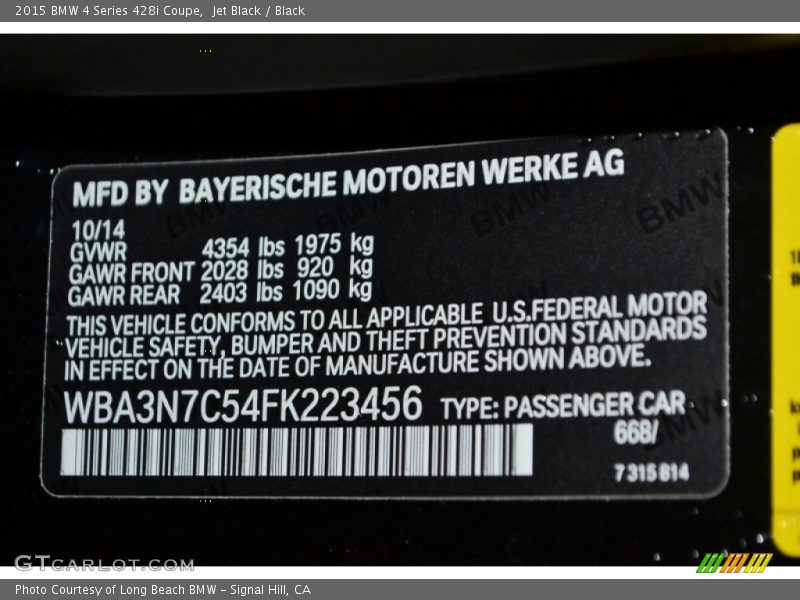 2015 BMW 4 Series 428i Coupe,  Jet Black / Black
MFD BY BAYERISCHE MOTOREN WERKE AG
10/14
GVWR 4354 lbs 1975 kg
GAWR FRONT 2028 lbs 920 kg
GAWR REAR 2403 lbs 1090 kg
THIS VEHICLE CONFORMS TO ALL APPLICABLE U.S.FEDERAL MOTOR
VEHICLE SAFETY, BUMPER AND THEFT PREVENTION STANDARDS
IN EFFECT ON THE DATE OF MANUFACTURE SHOWN ABOVE.
WBA3N7C54FK223456 TYPE: PASSENGER CAR
668/
7 315 814
GTCARLOT.COM
Photo Courtesy of Long Beach BMW - Signal Hill, CA